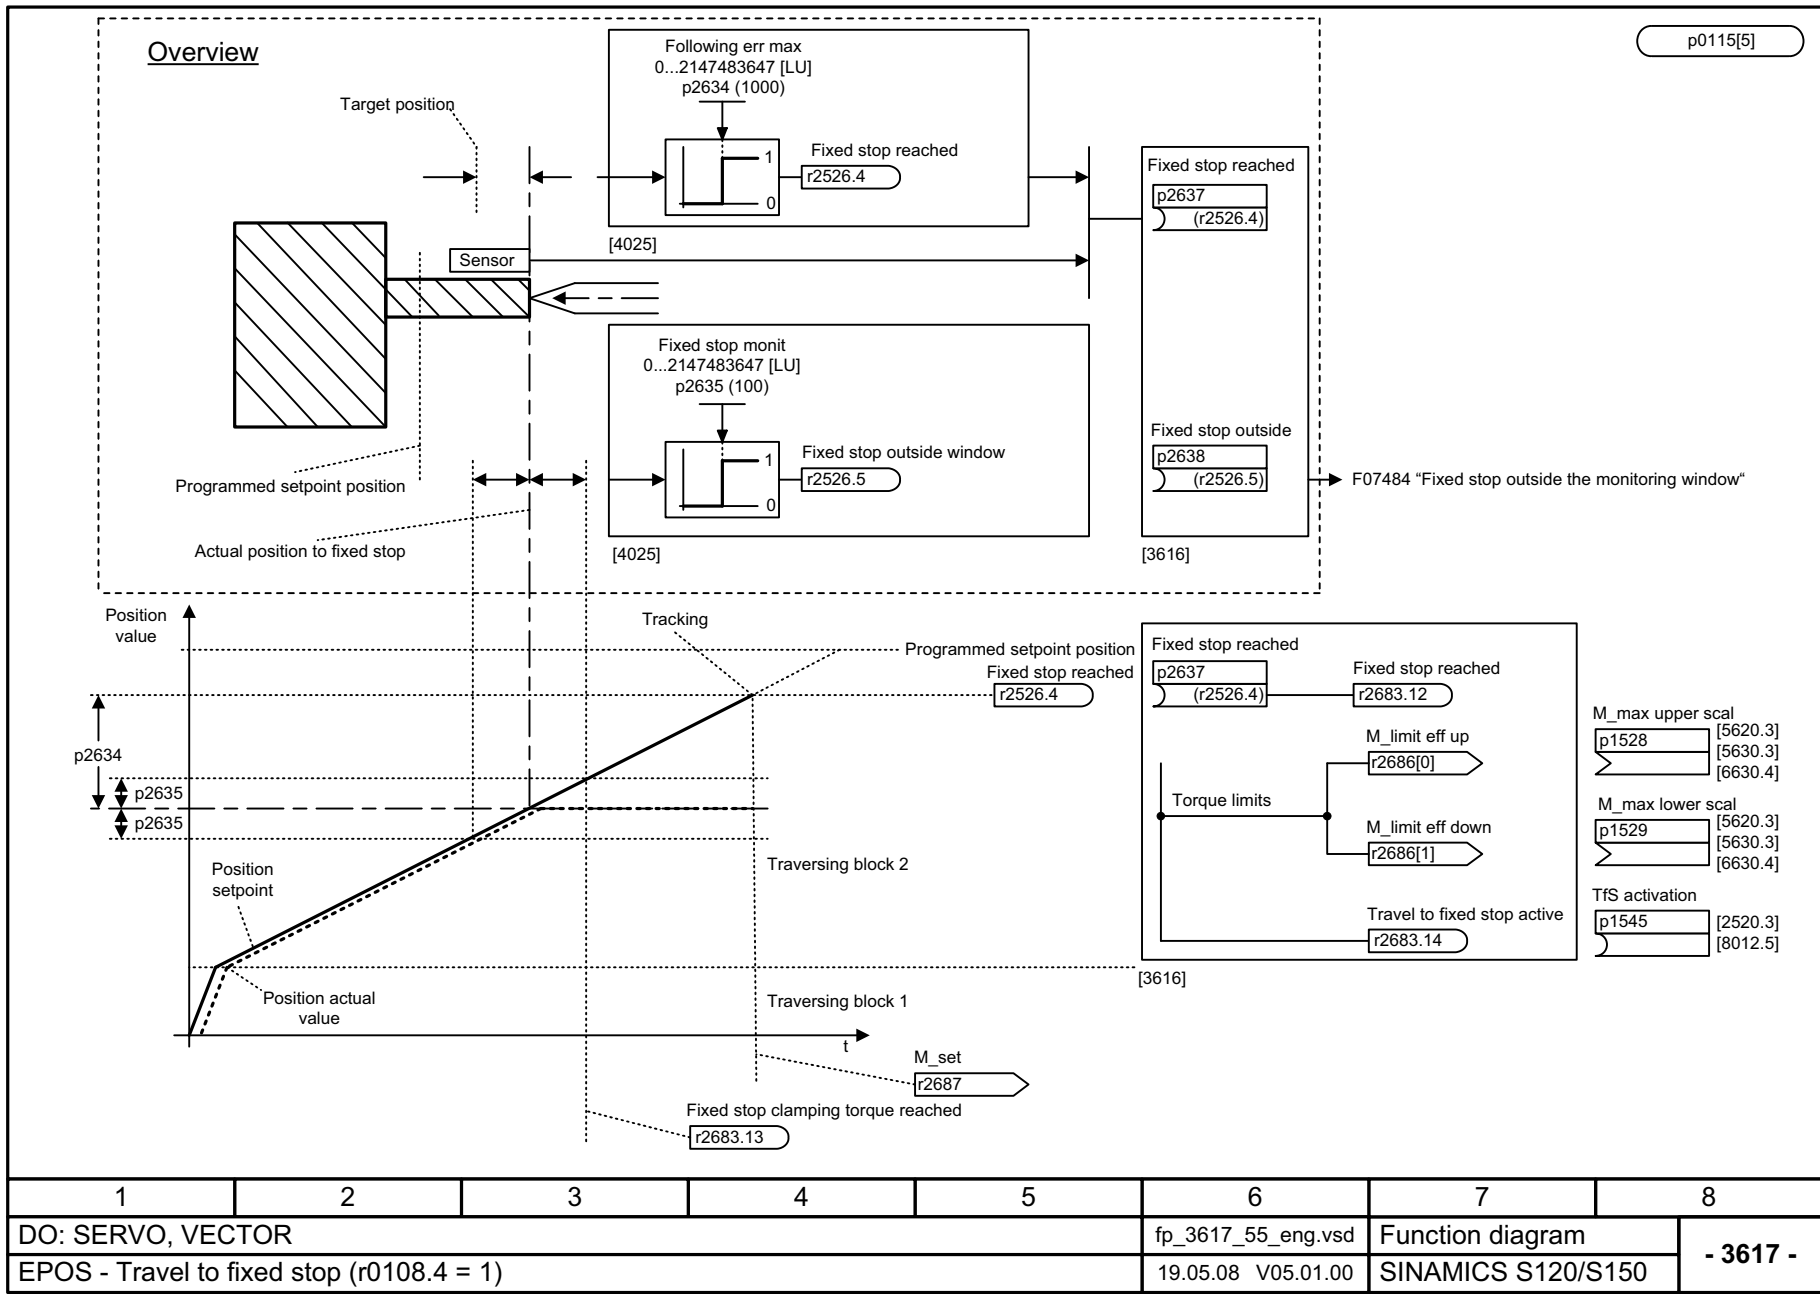 Overview
p0115[5]
Following err max
0...2147483647 [LU]
p2634 (1000)
Target position
1
0
Fixed stop reached
r2526.4
[4025]
Fixed stop reached
p2637
(r2526.4)
Sensor
Fixed stop monit
0...2147483647 [LU]
p2635 (100)
1
0
Fixed stop outside window
r2526.5
[4025]
Fixed stop outside
p2638
(r2526.5)
[3616]
F07484 “Fixed stop outside the monitoring window“
Programmed setpoint position
Actual position to fixed stop
Position
value
Tracking
Programmed setpoint position
Fixed stop reached
r2526.4
p2634
p2635
p2635
Position
setpoint
Traversing block 2
Position actual
value
Traversing block 1
t
M_set
r2687
Fixed stop clamping torque reached
r2683.13
Fixed stop reached
p2637
(r2526.4)
Fixed stop reached
r2683.12
M_limit eff up
r2686[0]
Torque limits
M_limit eff down
r2686[1]
Travel to fixed stop active
r2683.14
[3616]
M_max upper scal
p1528
[5620.3]
[5630.3]
[6630.4]
M_max lower scal
p1529
[5620.3]
[5630.3]
[6630.4]
TfS activation
p1545
[2520.3]
[8012.5]
1 2 3 4 5 6 7 8
DO: SERVO, VECTOR
fp_3617_55_eng.vsd
Function diagram
- 3617 -
EPOS - Travel to fixed stop (r0108.4 = 1)
19.05.08 V05.01.00
SINAMICS S120/S150